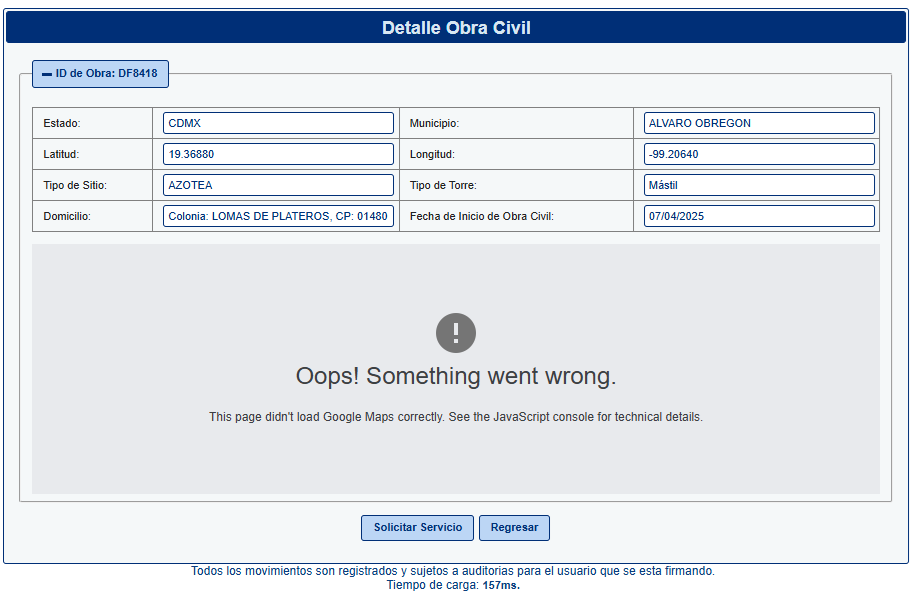 Detalle Obra Civil
ID de Obra: DF8418
Estado: CDMX Municipio: ALVARO OBREGON
Latitud: 19.36880 Longitud: -99.20640
Tipo de Sitio: AZOTEA Tipo de Torre: Mástil
Domicilio: Colonia: LOMAS DE PLATEROS, CP: 01480 Fecha de Inicio de Obra Civil: 07/04/2025
Oops! Something went wrong.
This page didn't load Google Maps correctly. See the JavaScript console for technical details.
Solicitar Servicio Regresar
Todos los movimientos son registrados y sujetos a auditorias para el usuario que se esta firmando.
Tiempo de carga: 157ms.